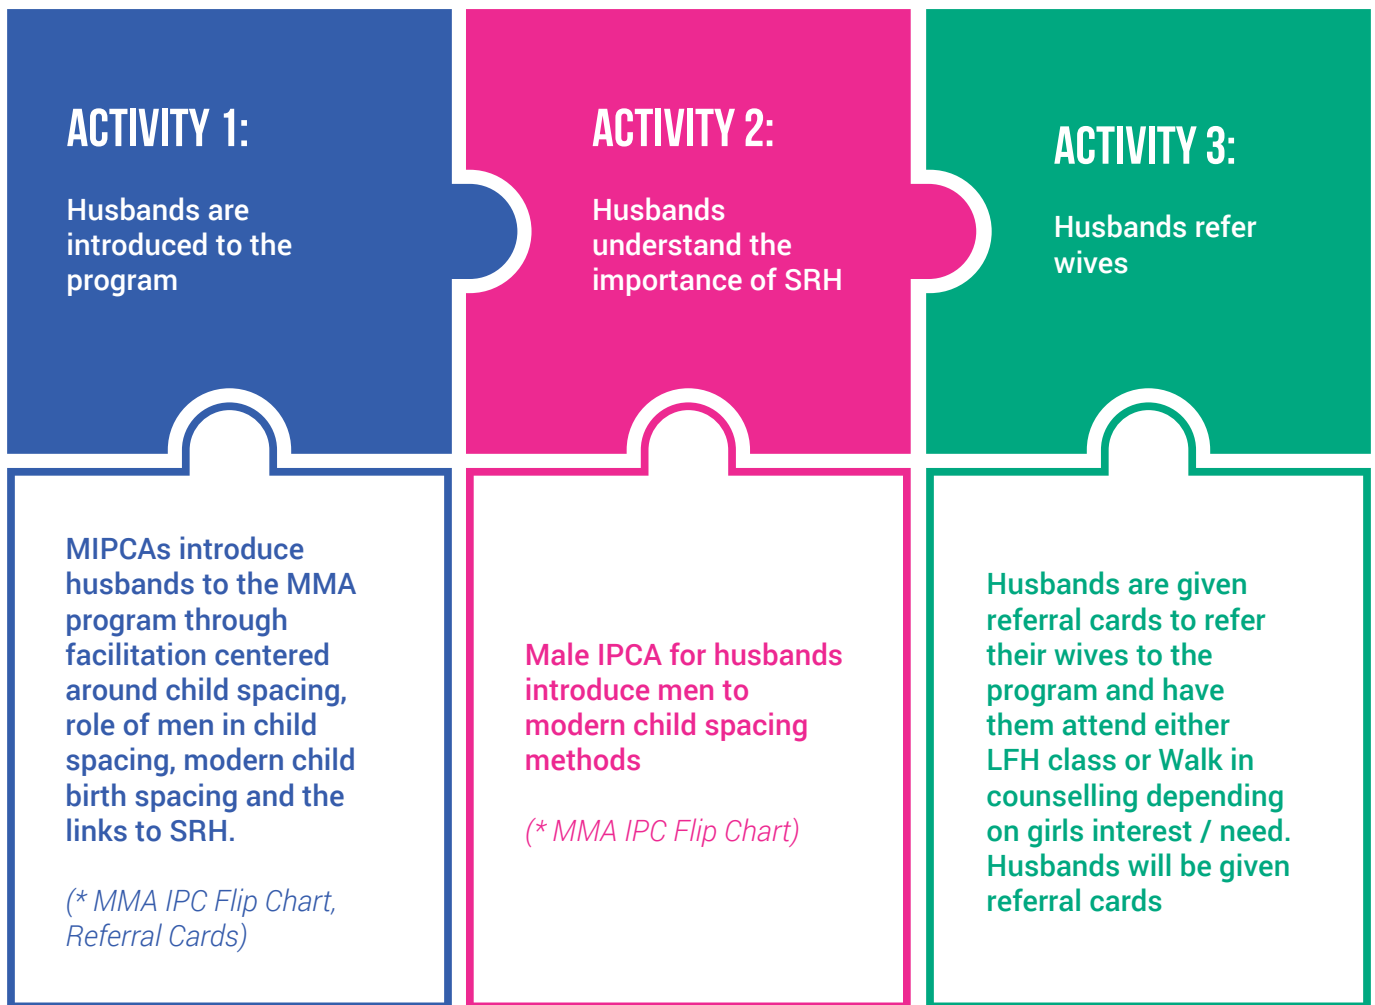 ACTIVITY 1:
Husbands are
introduced to the
program
MIPCAs introduce
husbands to the MMA
program through
facilitation centered
around child spacing,
role of men in child
spacing, modern child
birth spacing and the
links to SRH.
(* MMA IPC Flip Chart,
Referral Cards)
ACTIVITY 2:
Husbands
understand the
importance of SRH
Male IPCA for husbands
introduce men to
modern child spacing
methods
(* MMA IPC Flip Chart)
ACTIVITY 3:
Husbands refer
wives
Husbands are given
referral cards to refer
their wives to the
program and have
them attend either
LFH class or Walk in
counselling depending
on girls interest / need.
Husbands will be given
referral cards